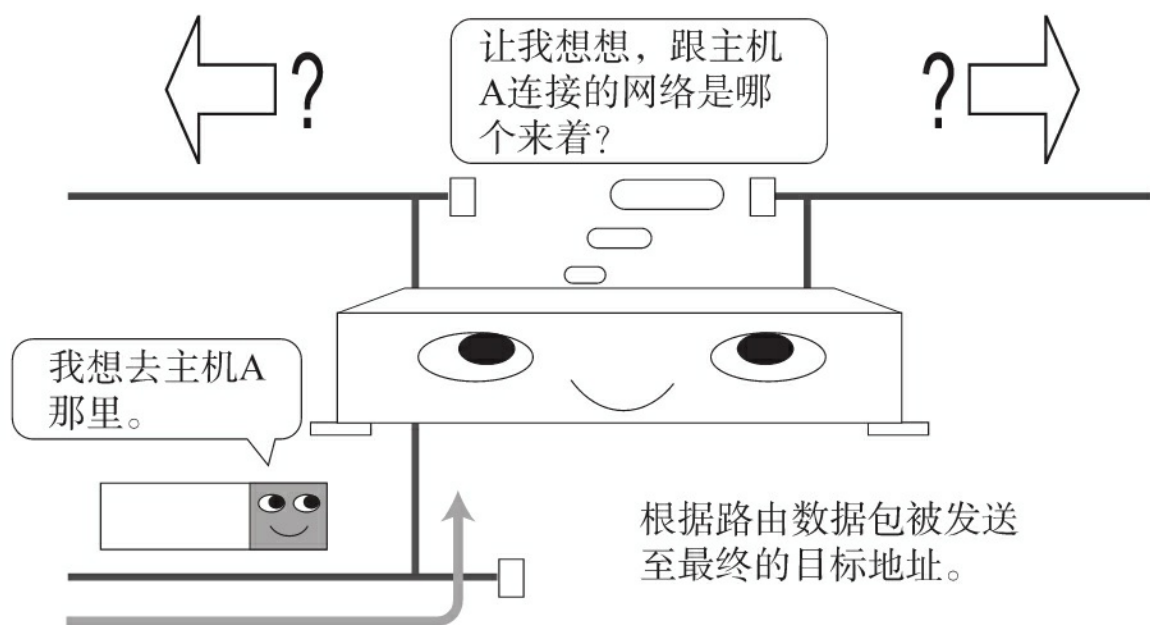 ?
让我想想，跟主机
A连接的网络是哪
个来着？
?
我想去主机A
那里。
根据路由数据包被发送
至最终的目标地址。